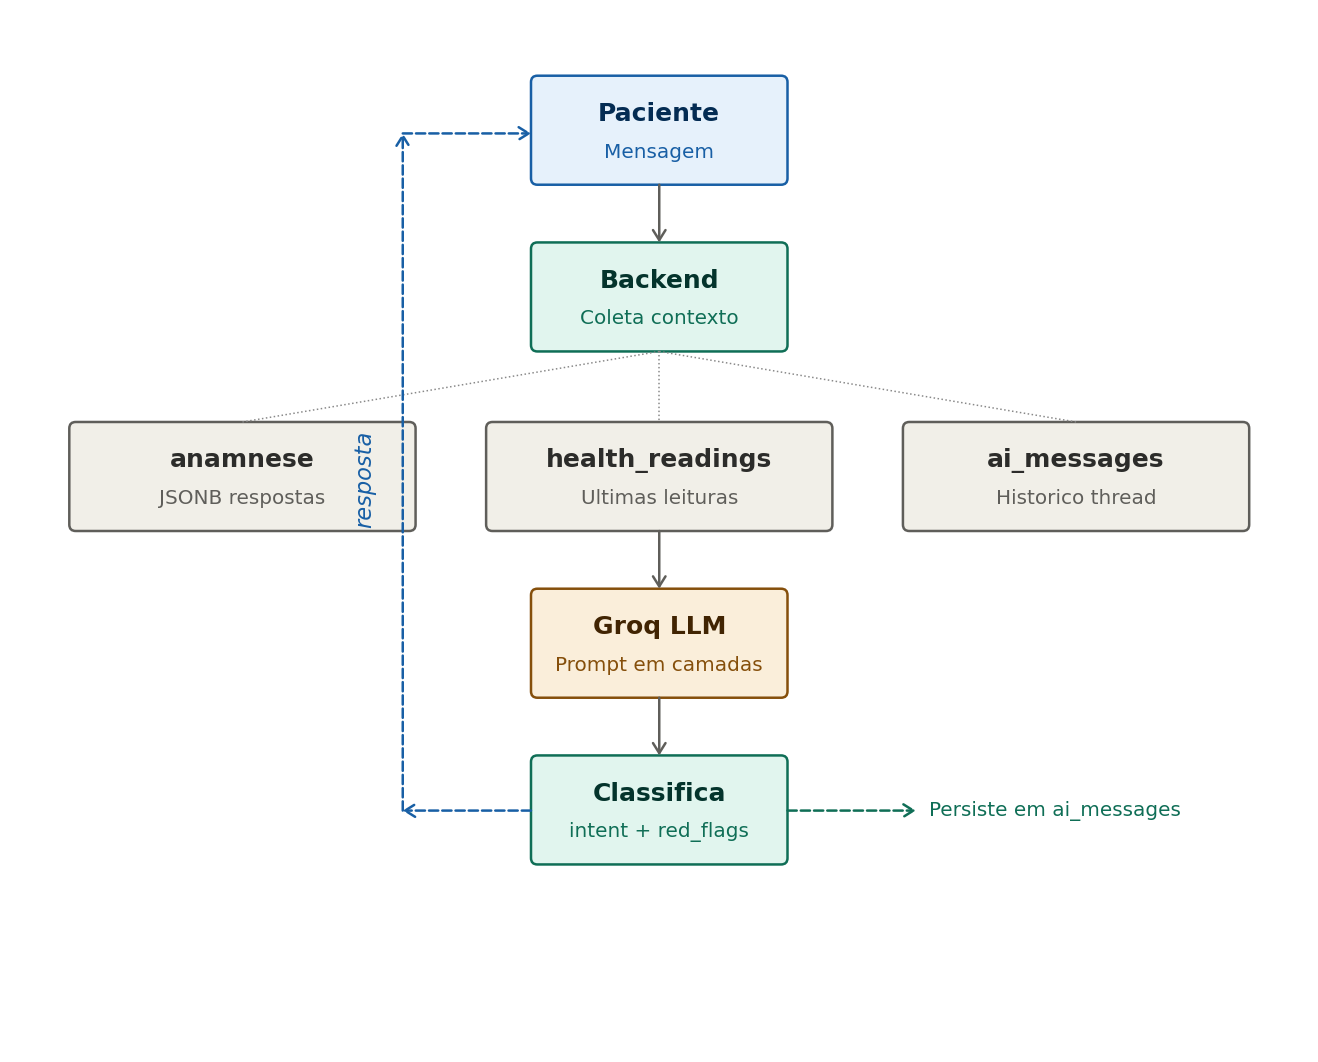 Paciente
Mensagem
Backend
Coleta contexto
anamnese
JSONB respostas
resposta
health_readings
Ultimas leituras
ai_messages
Historico thread
Groq LLM
Prompt em camadas
Classifica
intent + red_flags
Persiste em ai_messages